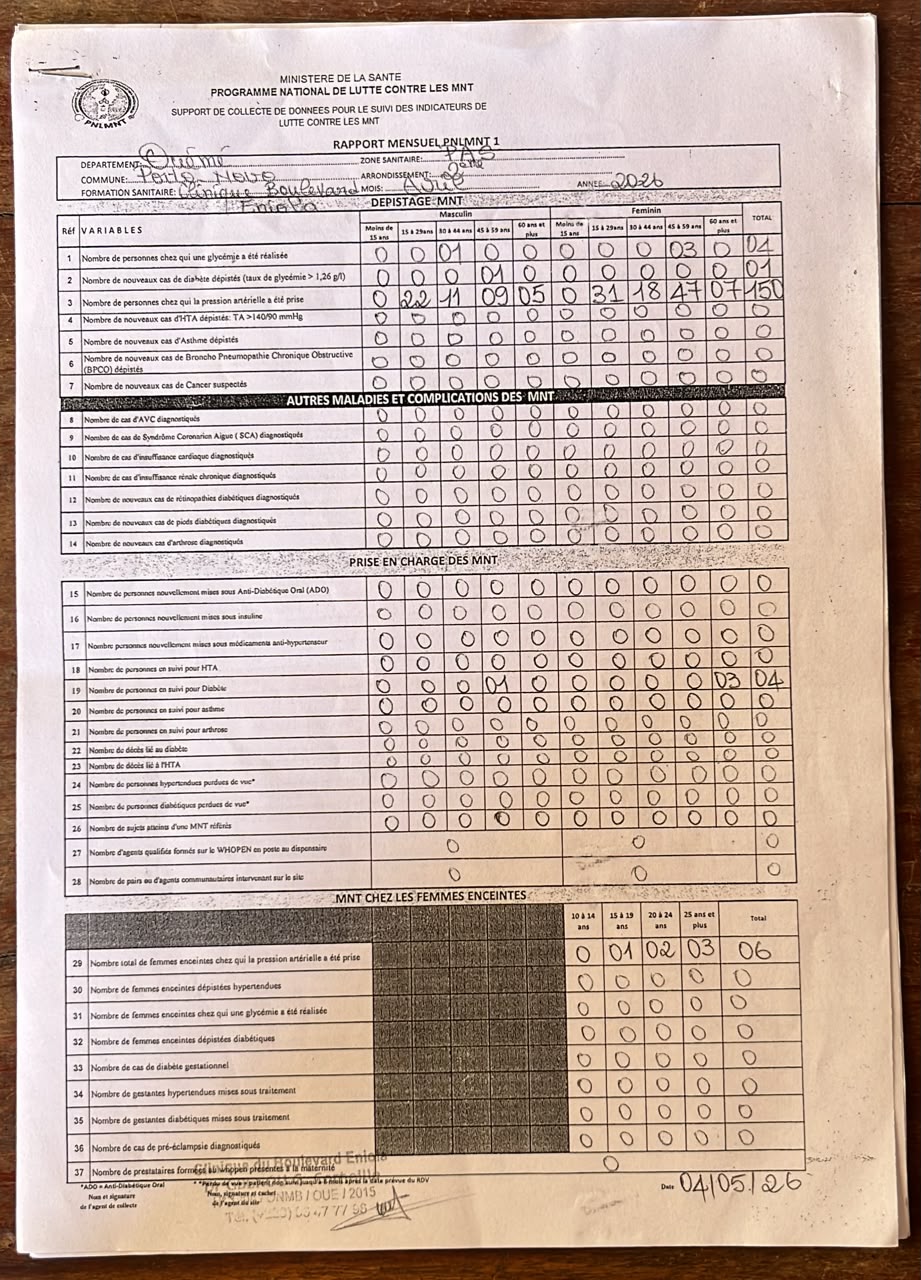 MINISTERE DE LA SANTE
PROGRAMME NATIONAL DE LUTTE CONTRE LES MNT
SUPPORT DE COLLECTE DE DONNEES POUR LE SUIVI DES INDICATEURS DE
LUTTE CONTRE LES MNT
PNLMNT
RAPPORT MENSUEL PNLMNT 1
DEPARTEMENT: Ouémé ZONE SANITAIRE: PAS
COMMUNE: Porto Novo ARRONDISSEMENT: 2ème
FORMATION SANITAIRE: Clinique Boulevard MOIS: Avril ANNEE 2026
Eniola
DEPISTAGE MNT
Réf VARIABLES Masculin Feminin TOTAL
Moins de 15 ans 15 à 29ans 30 à 44 ans 45 à 59 ans 60 ans et plus Moins de 15 ans 15 à 29ans 30 à 44 ans 45 à 59 ans 60 ans et plus
1 Nombre de personnes chez qui une glycémie a été réalisée 0 0 01 0 0 0 0 0 03 0 04
2 Nombre de nouveaux cas de diabète dépistés (taux de glycémie > 1,26 g/l) 0 0 0 01 0 0 0 0 0 0 01
3 Nombre de personnes chez qui la pression artérielle a été prise 0 22 11 09 05 0 31 18 47 07 150
4 Nombre de nouveaux cas d'HTA dépistés: TA >140/90 mmHg 0 0 0 0 0 0 0 0 0 0 0
5 Nombre de nouveaux cas d'Asthme dépistés 0 0 0 0 0 0 0 0 0 0 0
6 Nombre de nouveaux cas de Broncho Pneumopathie Chronique Obstructive (BPCO) dépistés 0 0 0 0 0 0 0 0 0 0 0
7 Nombre de nouveaux cas de Cancer suspectés 0 0 0 0 0 0 0 0 0 0 0
AUTRES MALADIES ET COMPLICATIONS DES MNT
8 Nombre de cas d'AVC diagnostiqués 0 0 0 0 0 0 0 0 0 0 0
9 Nombre de cas de Syndrôme Coronarien Aigue ( SCA) diagnostiqués 0 0 0 0 0 0 0 0 0 0 0
10 Nombre de cas d'insuffisance cardiaque diagnostiqués 0 0 0 0 0 0 0 0 0 0 0
11 Nombre de cas d'insuffisance rénale chronique diagnostiqués 0 0 0 0 0 0 0 0 0 0 0
12 Nombre de nouveaux cas de rétinopathies diabétiques diagnostiqués 0 0 0 0 0 0 0 0 0 0 0
13 Nombre de nouveaux cas de pieds diabétiques diagnostiqués 0 0 0 0 0 0 0 0 0 0 0
14 Nombre de nouveaux cas d'arthrose diagnostiqués 0 0 0 0 0 0 0 0 0 0 0
PRISE EN CHARGE DES MNT
15 Nombre de personnes nouvellement mises sous Anti-Diabétique Oral (ADO) 0 0 0 0 0 0 0 0 0 0 0
16 Nombre de personnes nouvellement mises sous insuline 0 0 0 0 0 0 0 0 0 0 0
17 Nombre personnes nouvellement mises sous médicaments anti-hypertenseur 0 0 0 0 0 0 0 0 0 0 0
18 Nombre de personnes en suivi pour HTA 0 0 0 0 0 0 0 0 0 0 0
19 Nombre de personnes en suivi pour Diabète 0 0 0 01 0 0 0 0 0 03 04
20 Nombre de personnes en suivi pour asthme 0 0 0 0 0 0 0 0 0 0 0
21 Nombre de personnes en suivi pour arthrose 0 0 0 0 0 0 0 0 0 0 0
22 Nombre de décès lié au diabète 0 0 0 0 0 0 0 0 0 0 0
23 Nombre de décès lié à l'HTA 0 0 0 0 0 0 0 0 0 0 0
24 Nombre de personnes hypertendues perdues de vue* 0 0 0 0 0 0 0 0 0 0 0
25 Nombre de personnes diabétiques perdues de vue* 0 0 0 0 0 0 0 0 0 0 0
26 Nombre de sujets atteints d'une MNT référés 0 0 0 0 0 0 0 0 0 0 0
27 Nombre d'agents qualifiés formés sur le WHOPEN en poste au dispensaire 0 0 0
28 Nombre de pairs ou d'agents communautaires intervenant sur le site 0 0 0
MNT CHEZ LES FEMMES ENCEINTES
10 à 14 ans 15 à 19 ans 20 à 24 ans 25 ans et plus Total
29 Nombre total de femmes enceintes chez qui la pression artérielle a été prise 0 01 02 03 06
30 Nombre de femmes enceintes dépistées hypertendues 0 0 0 0 0
31 Nombre de femmes enceintes chez qui une glycémie a été réalisée 0 0 0 0 0
32 Nombre de femmes enceintes dépistées diabétiques 0 0 0 0 0
33 Nombre de cas de diabète gestationnel 0 0 0 0 0
34 Nombre de gestantes hypertendues mises sous traitement 0 0 0 0 0
35 Nombre de gestantes diabétiques mises sous traitement 0 0 0 0 0
36 Nombre de cas de pré-éclampsie diagnostiqués 0 0 0 0 0
37 Nombre de prestataires formées au whoppen présentes à la maternité 0
Clinique du Boulevard Eniola
*ADO = Anti-Diabétique Oral **Perdu de vue = patient non suivi jusqu'à 6 mois après la date prévue du RDV Date 04/05/26
Nom et signature de l'agent de collecte
Nom, signature et cachet de l'agent du site
ONMB / OUE / 2015